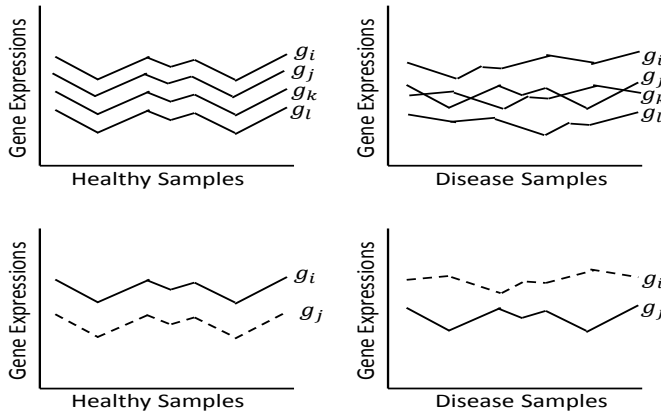 Gene Expressions
g_i
g_j
g_k
g_l
Healthy Samples
Gene Expressions
g_i
g_j
g_k
g_l
Disease Samples
Gene Expressions
g_i
g_j
Healthy Samples
Gene Expressions
g_i
g_j
Disease Samples